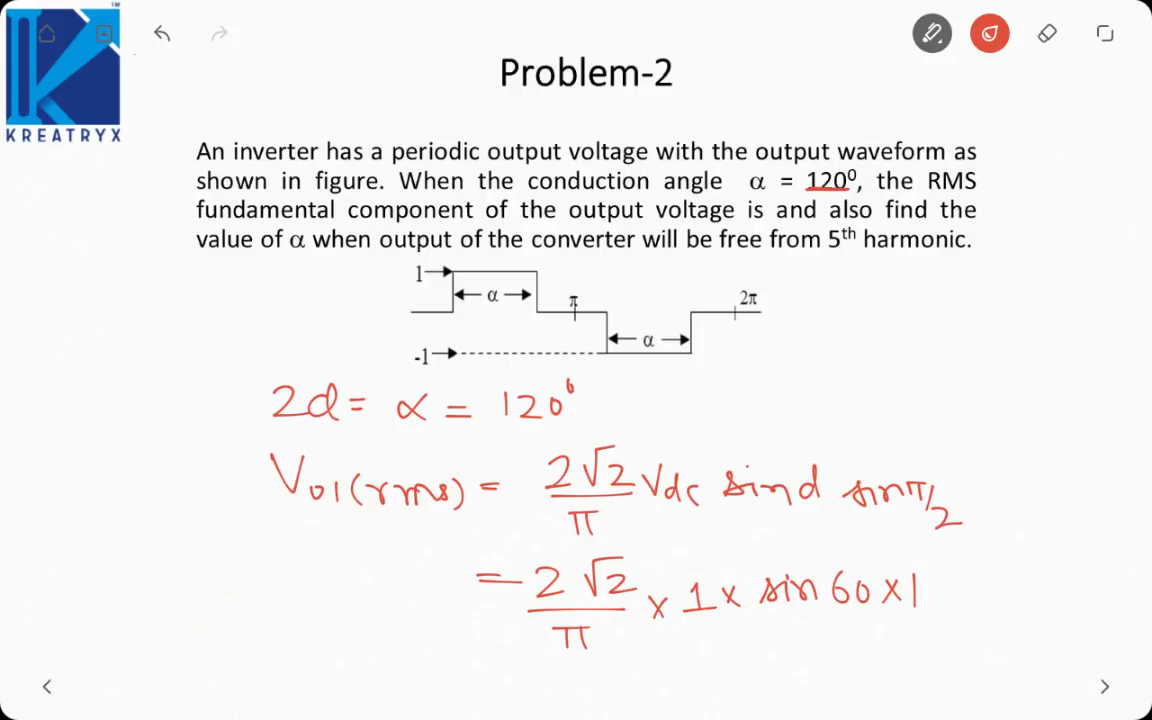 TM
KREATRYX
Problem-2
An inverter has a periodic output voltage with the output waveform as
shown in figure. When the conduction angle α = 120⁰, the RMS
fundamental component of the output voltage is and also find the
value of α when output of the converter will be free from 5th harmonic.
1
α
π
2π
α
-1
2d = α = 120°
V01(rms) = 2√2/π Vdc sin d sin π/2
= 2√2/π × 1 × sin 60 × 1